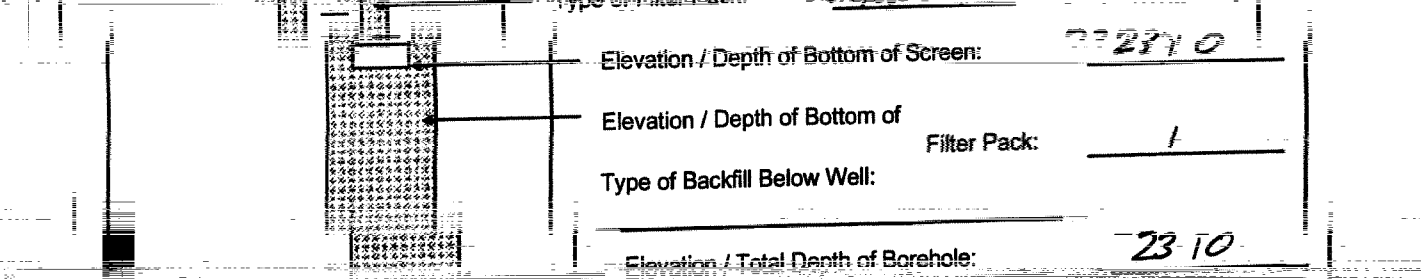 Elevation / Depth of Bottom of Screen:
Elevation / Depth of Bottom of
Filter Pack: /
Type of Backfill Below Well:
Elevation / Total Depth of Borehole: 23 10